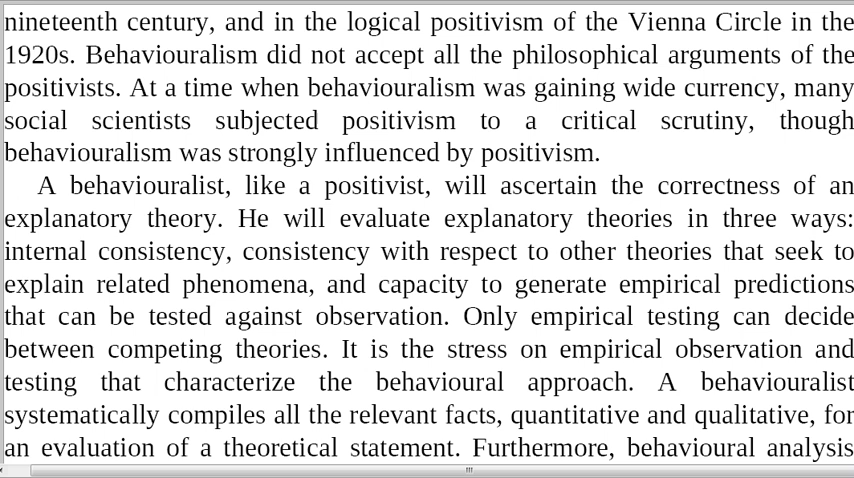 nineteenth century, and in the logical positivism of the Vienna Circle in the
1920s. Behaviouralism did not accept all the philosophical arguments of the
positivists. At a time when behaviouralism was gaining wide currency, many
social scientists subjected positivism to a critical scrutiny, though
behaviouralism was strongly influenced by positivism.
A behaviouralist, like a positivist, will ascertain the correctness of an
explanatory theory. He will evaluate explanatory theories in three ways:
internal consistency, consistency with respect to other theories that seek to
explain related phenomena, and capacity to generate empirical predictions
that can be tested against observation. Only empirical testing can decide
between competing theories. It is the stress on empirical observation and
testing that characterize the behavioural approach. A behaviouralist
systematically compiles all the relevant facts, quantitative and qualitative, for
an evaluation of a theoretical statement. Furthermore, behavioural analysis